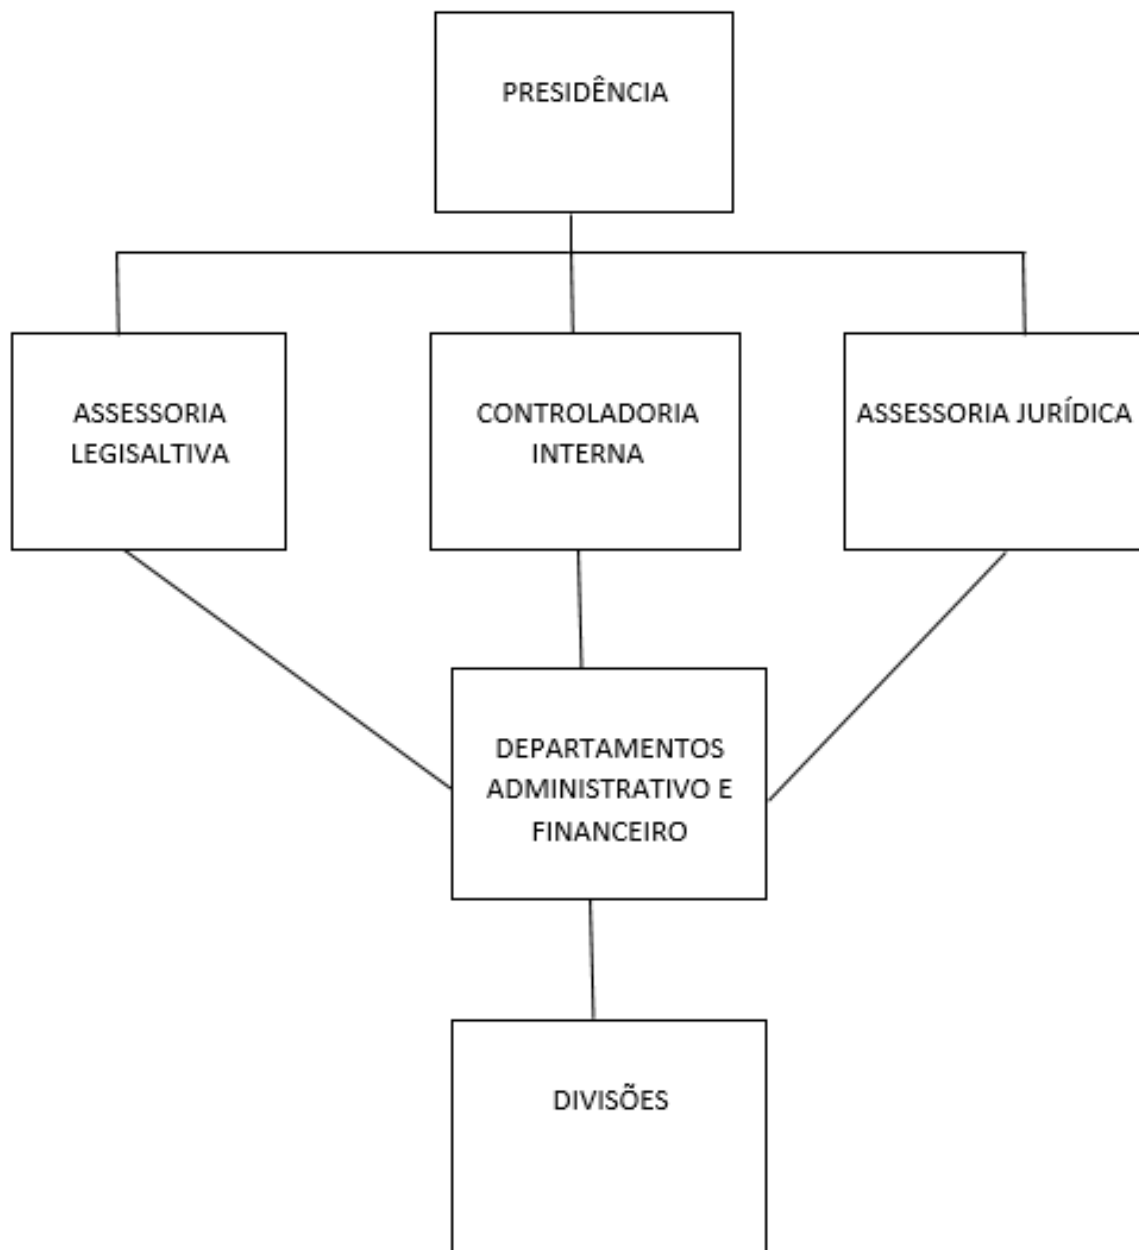 PRESIDÊNCIA
ASSESSORIA
LEGISALTIVA
CONTROLADORIA
INTERNA
ASSESSORIA JURÍDICA
DEPARTAMENTOS
ADMINISTRATIVO E
FINANCEIRO
DIVISÕES